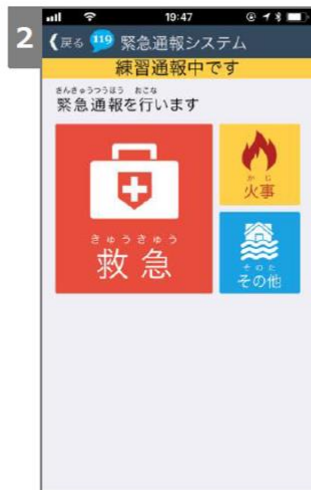 2
19:47
戻る 119 緊急通報システム
練習通報中です
きんきゅうつうほう おこな
緊急通報を行います
きゅうきゅう
救急
かじ
火事
そのた
その他